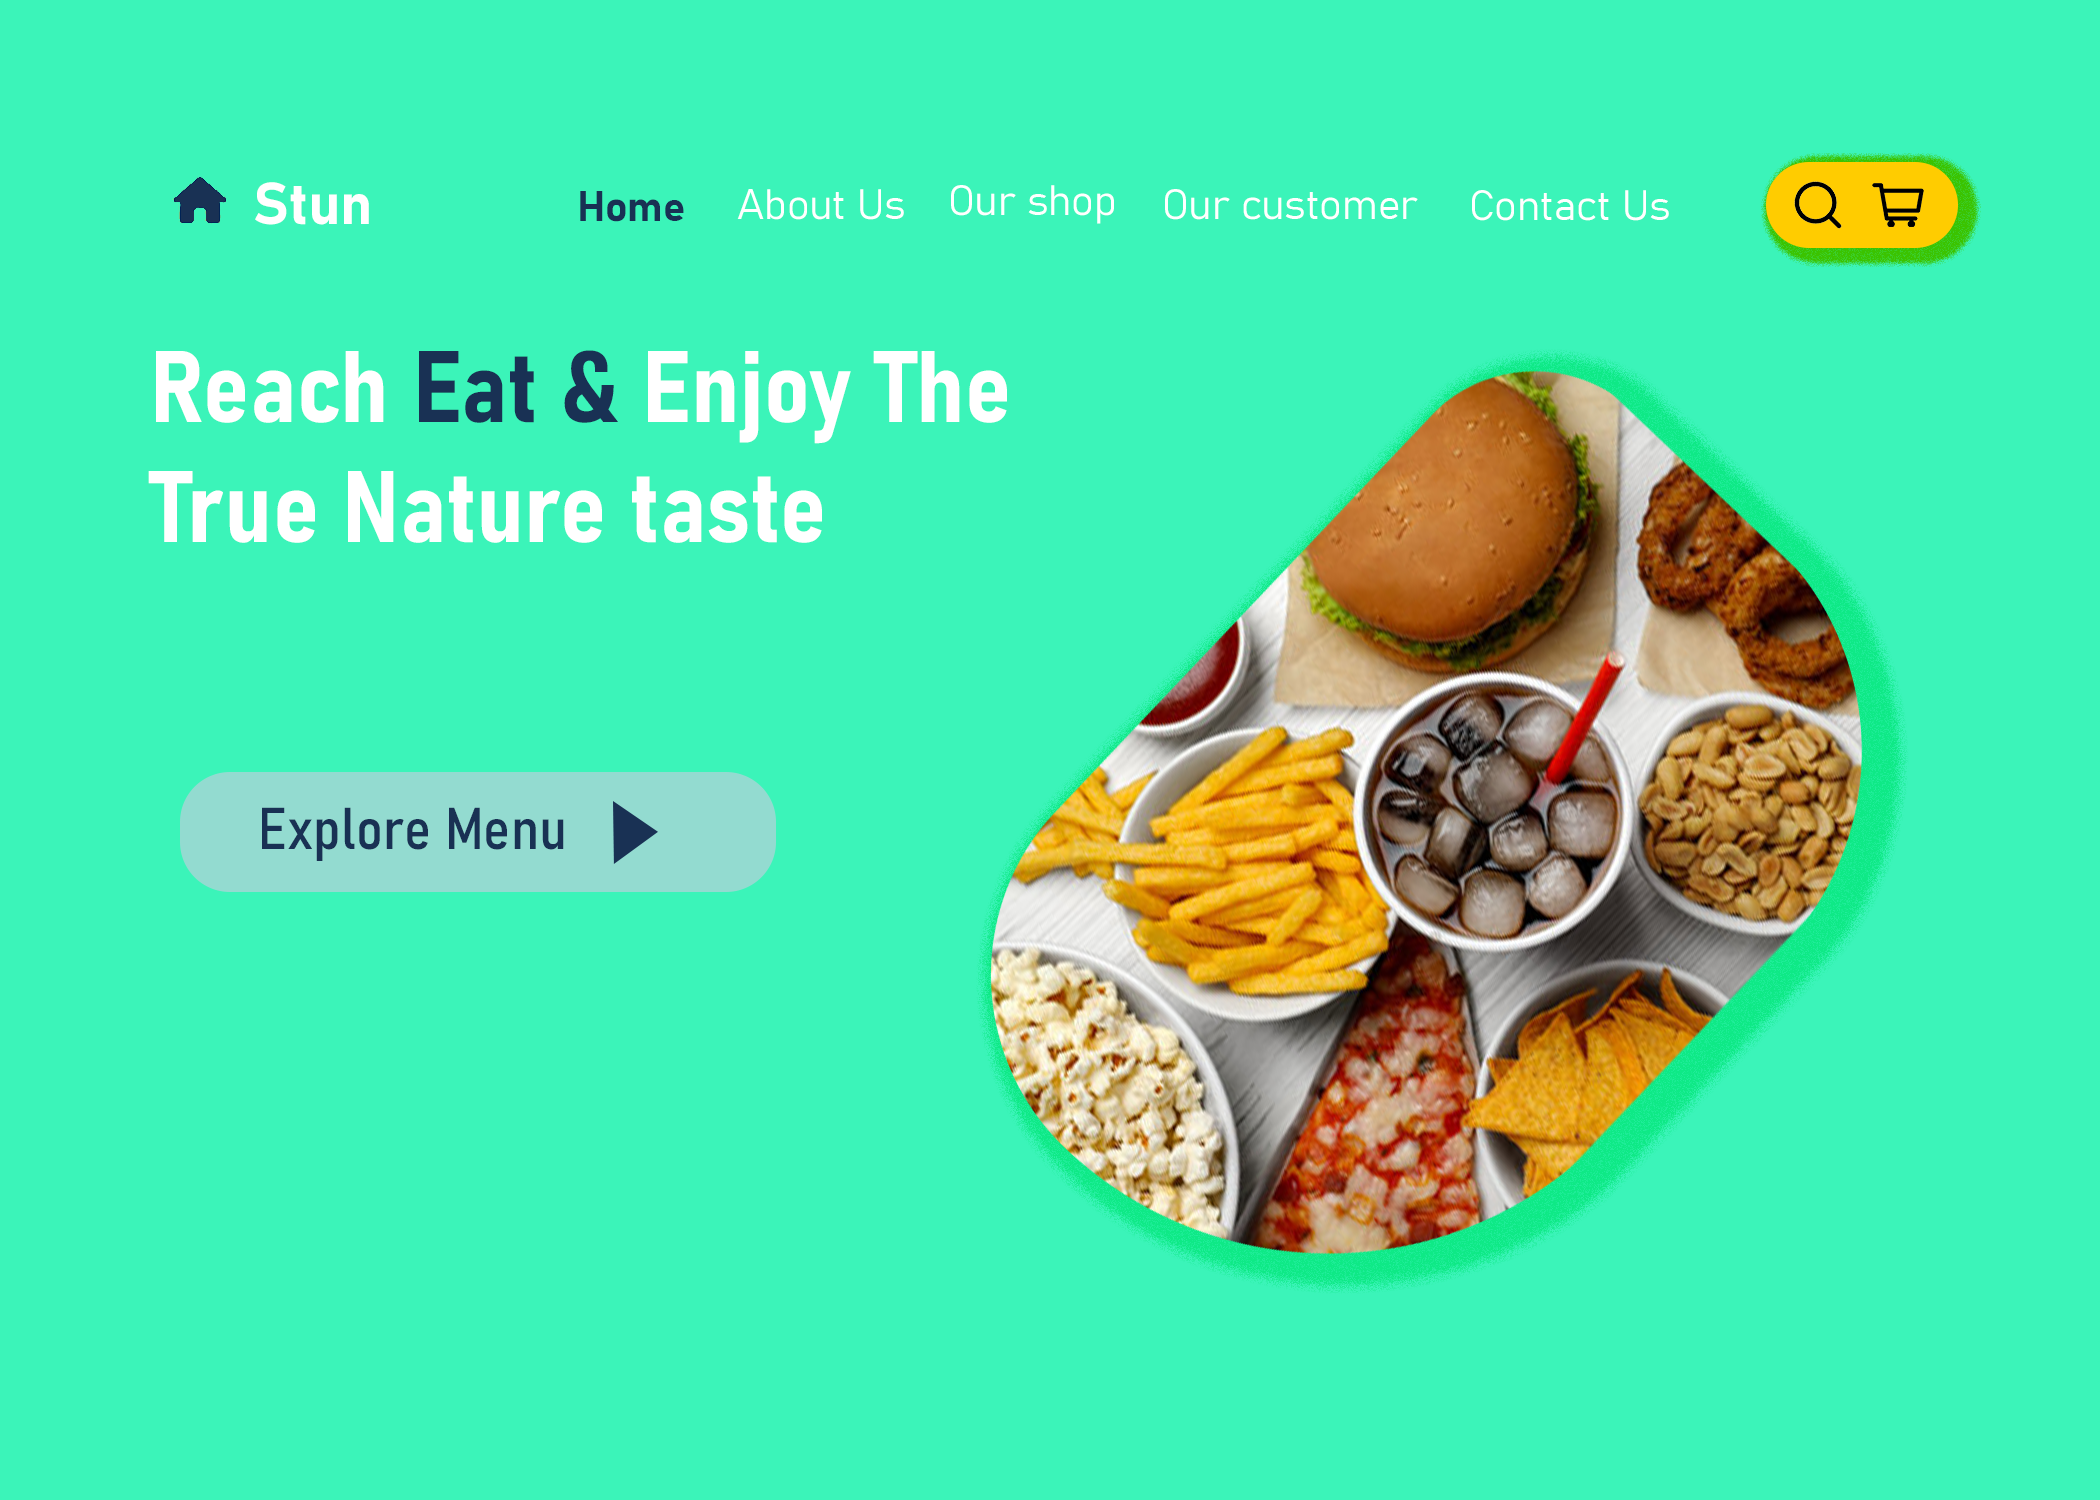 Stun
Home About Us Our shop Our customer Contact Us
Reach Eat & Enjoy The
True Nature taste
Explore Menu